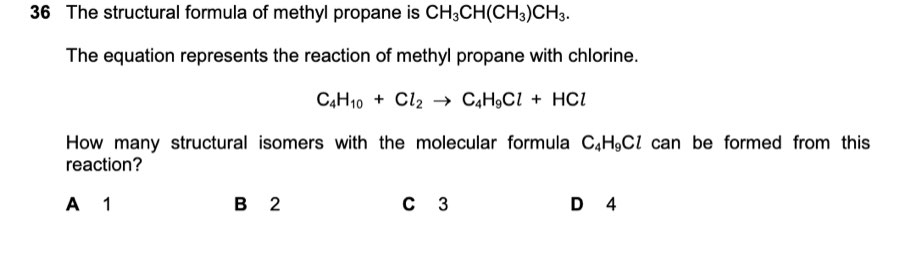 36 The structural formula of methyl propane is CH₃CH(CH₃)CH₃.
The equation represents the reaction of methyl propane with chlorine.
C₄H₁₀ + Cl₂ → C₄H₉Cl + HCl
How many structural isomers with the molecular formula C₄H₉Cl can be formed from this
reaction?
A 1 B 2 C 3 D 4